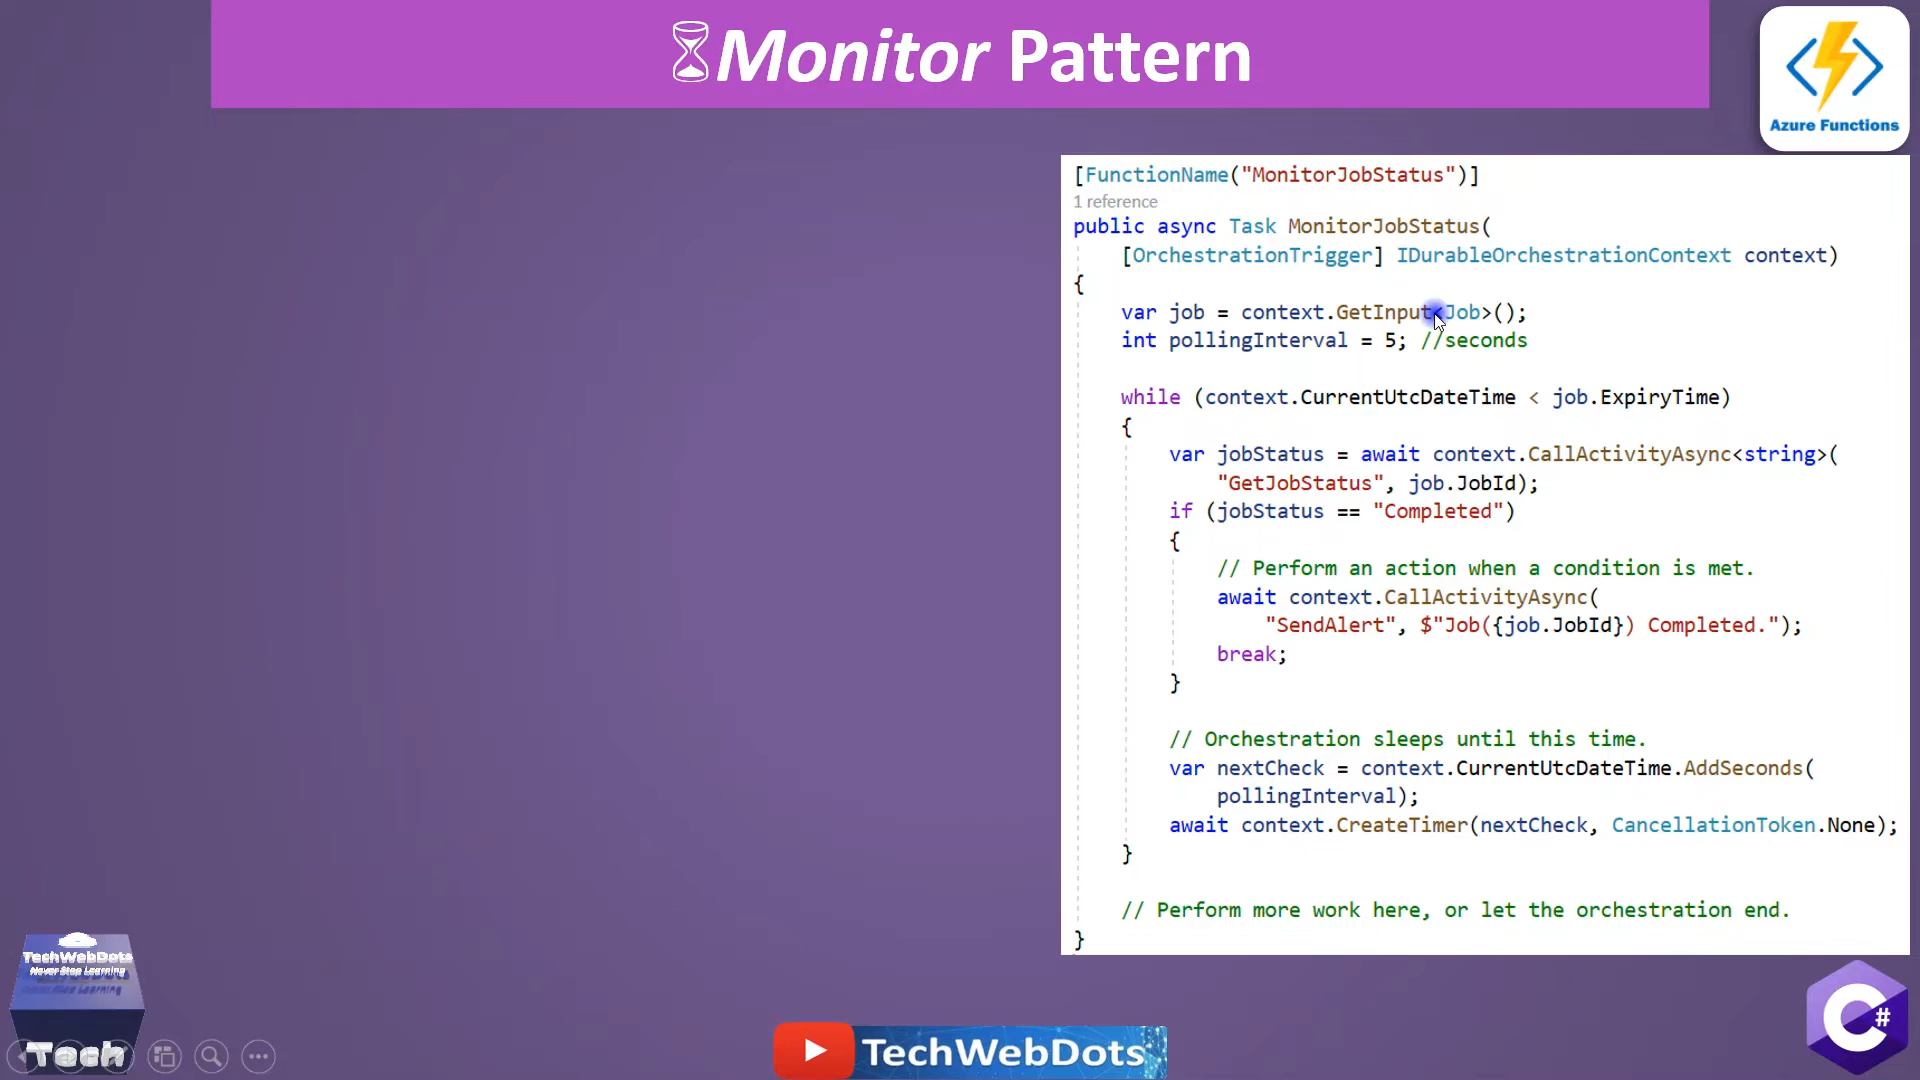 Monitor Pattern
Azure Functions
[FunctionName("MonitorJobStatus")]
1 reference
public async Task MonitorJobStatus(
[OrchestrationTrigger] IDurableOrchestrationContext context)
{
var job = context.GetInput<Job>();
int pollingInterval = 5; //seconds
while (context.CurrentUtcDateTime < job.ExpiryTime)
{
var jobStatus = await context.CallActivityAsync<string>(
"GetJobStatus", job.JobId);
if (jobStatus == "Completed")
{
// Perform an action when a condition is met.
await context.CallActivityAsync(
"SendAlert", $"Job({job.JobId}) Completed.");
break;
}
// Orchestration sleeps until this time.
var nextCheck = context.CurrentUtcDateTime.AddSeconds(
pollingInterval);
await context.CreateTimer(nextCheck, CancellationToken.None);
}
// Perform more work here, or let the orchestration end.
}
TechWebDots
Never Stop Learning
Tech
TechWebDots
C#